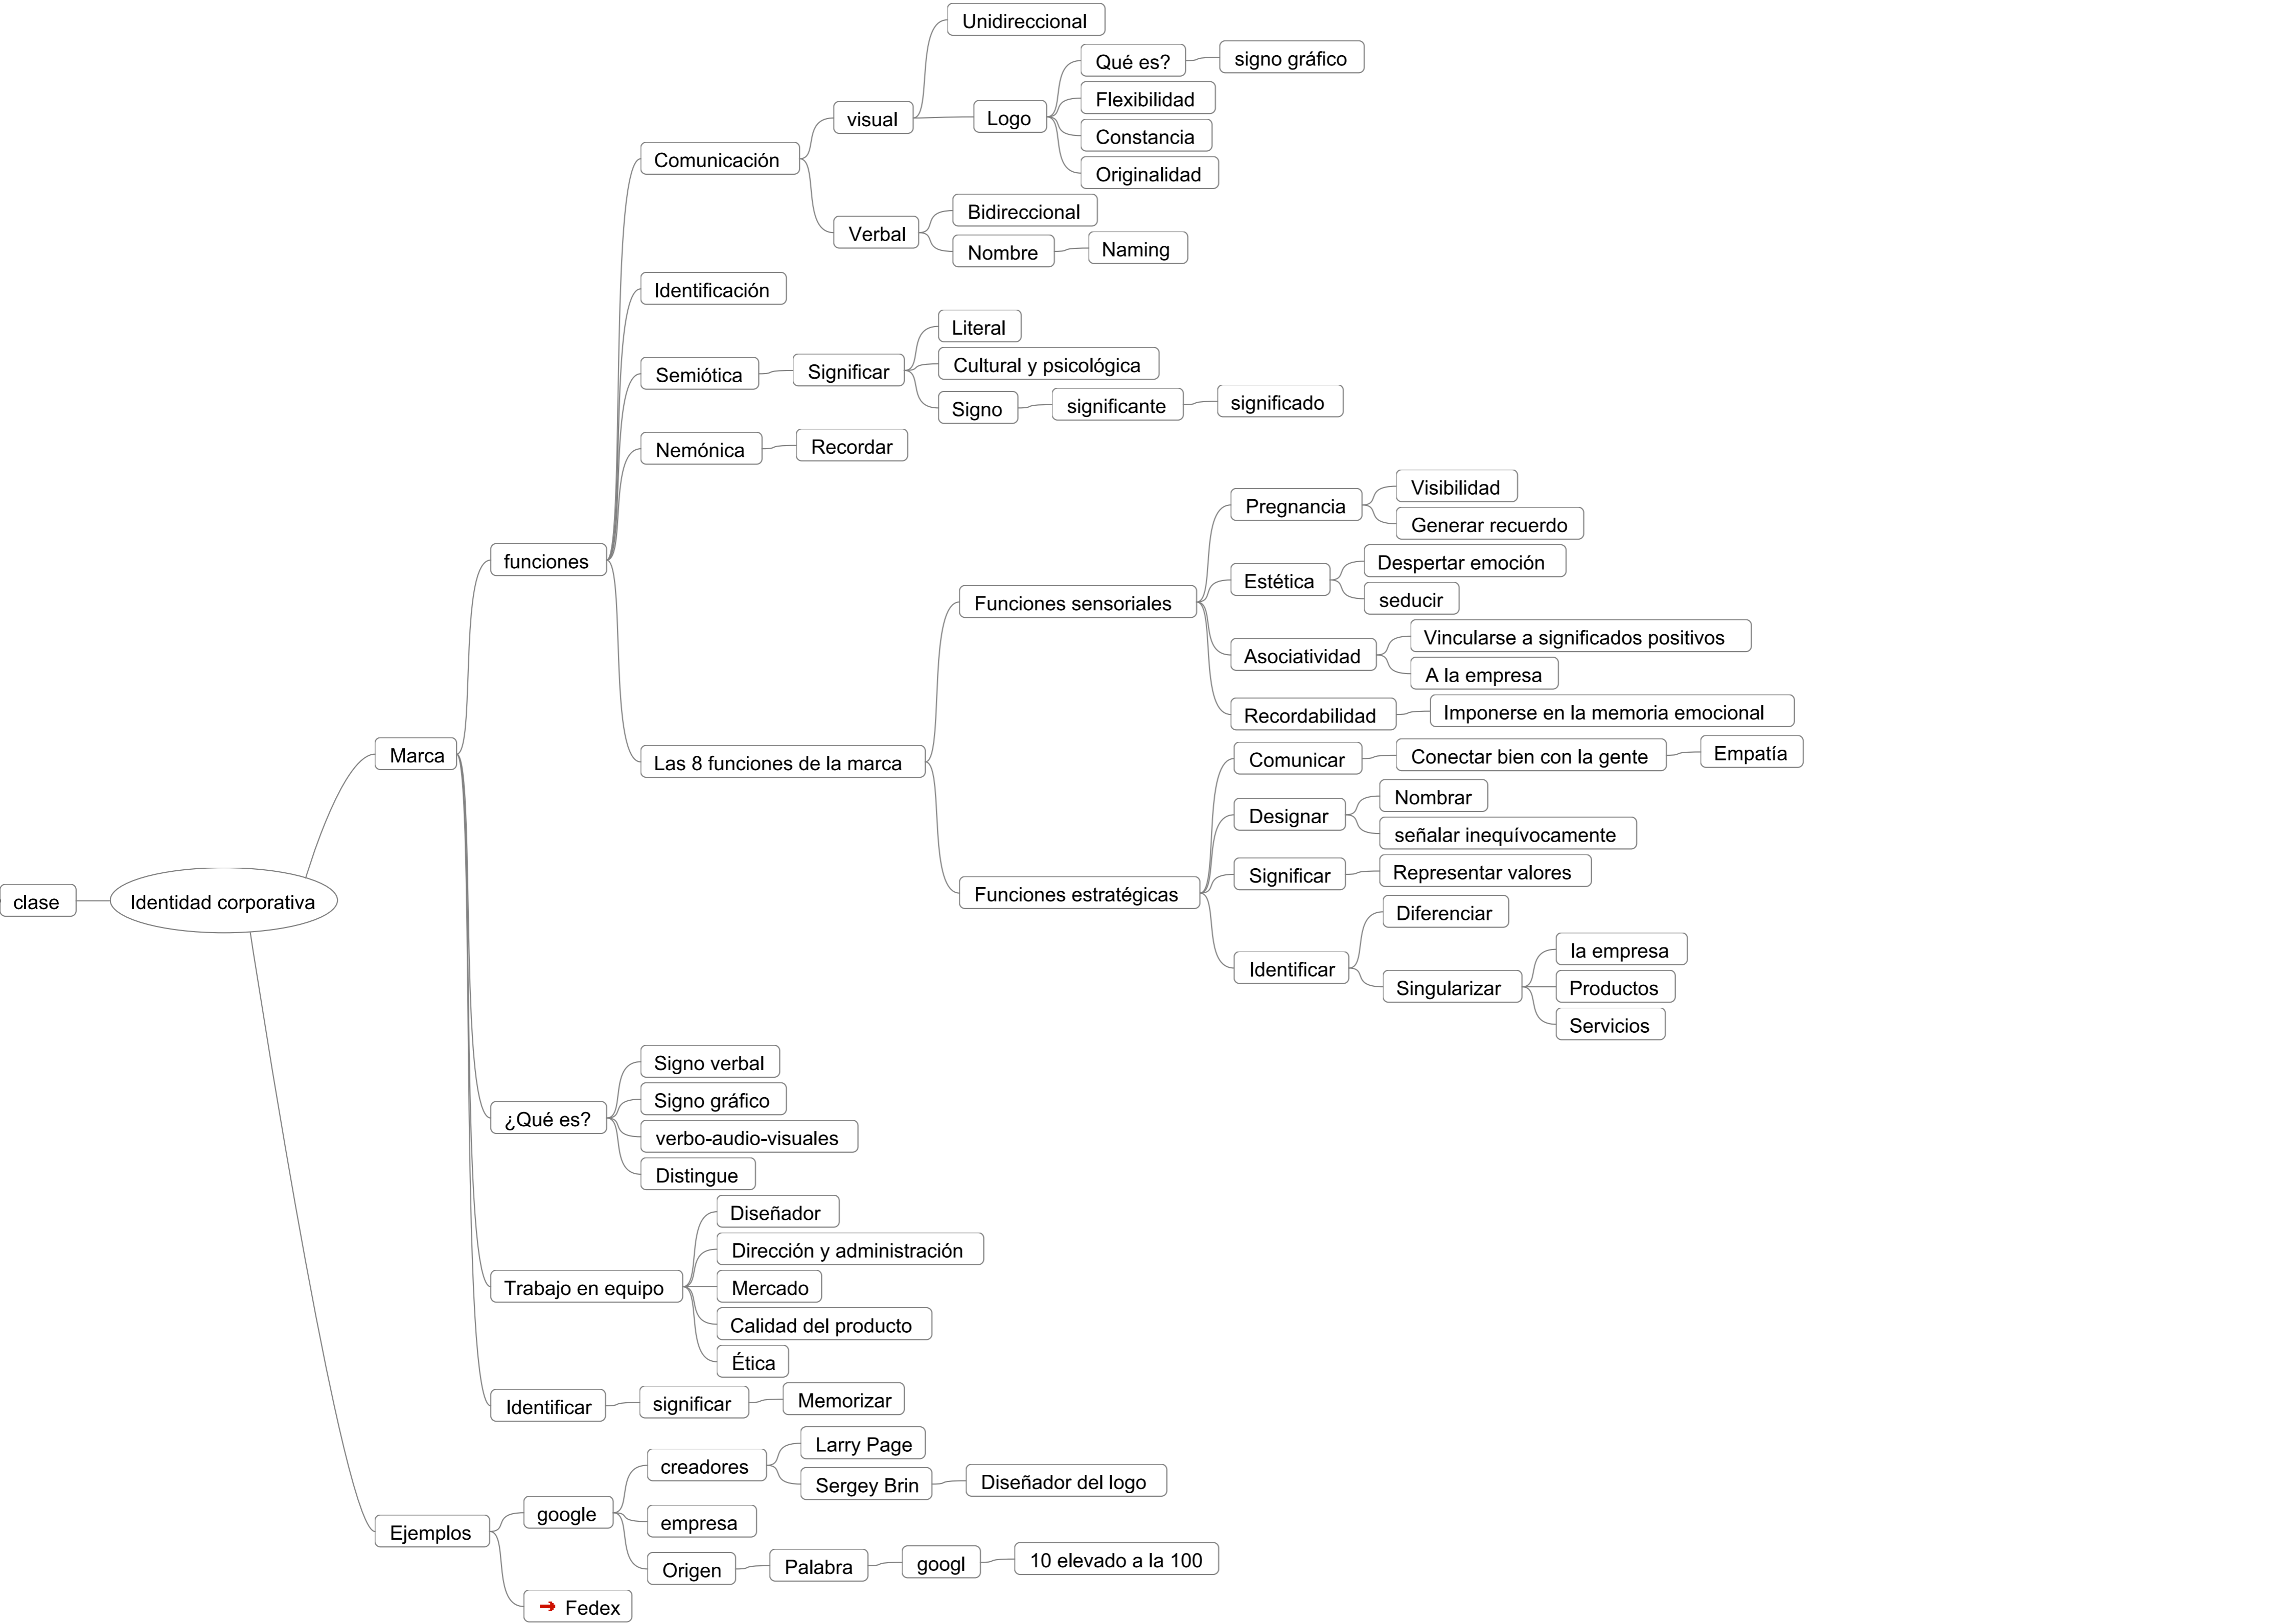 Unidireccional
Qué es?
signo gráfico
Flexibilidad
visual
Logo
Constancia
Comunicación
Originalidad
Bidireccional
Verbal
Nombre
Naming
Identificación
Literal
Semiótica
Significar
Cultural y psicológica
Signo
significante
significado
Nemónica
Recordar
Visibilidad
Pregnancia
Generar recuerdo
funciones
Despertar emoción
Estética
seducir
Funciones sensoriales
Vincularse a significados positivos
Asociatividad
A la empresa
Recordabilidad
Imponerse en la memoria emocional
Marca
Las 8 funciones de la marca
Comunicar
Conectar bien con la gente
Empatía
Nombrar
Designar
señalar inequívocamente
Significar
Representar valores
Funciones estratégicas
clase
Identidad corporativa
Diferenciar
la empresa
Identificar
Singularizar
Productos
Servicios
Signo verbal
Signo gráfico
¿Qué es?
verbo-audio-visuales
Distingue
Diseñador
Dirección y administración
Trabajo en equipo
Mercado
Calidad del producto
Ética
Identificar
significar
Memorizar
Larry Page
creadores
Sergey Brin
Diseñador del logo
google
empresa
Ejemplos
Origen
Palabra
googl
10 elevado a la 100
Fedex